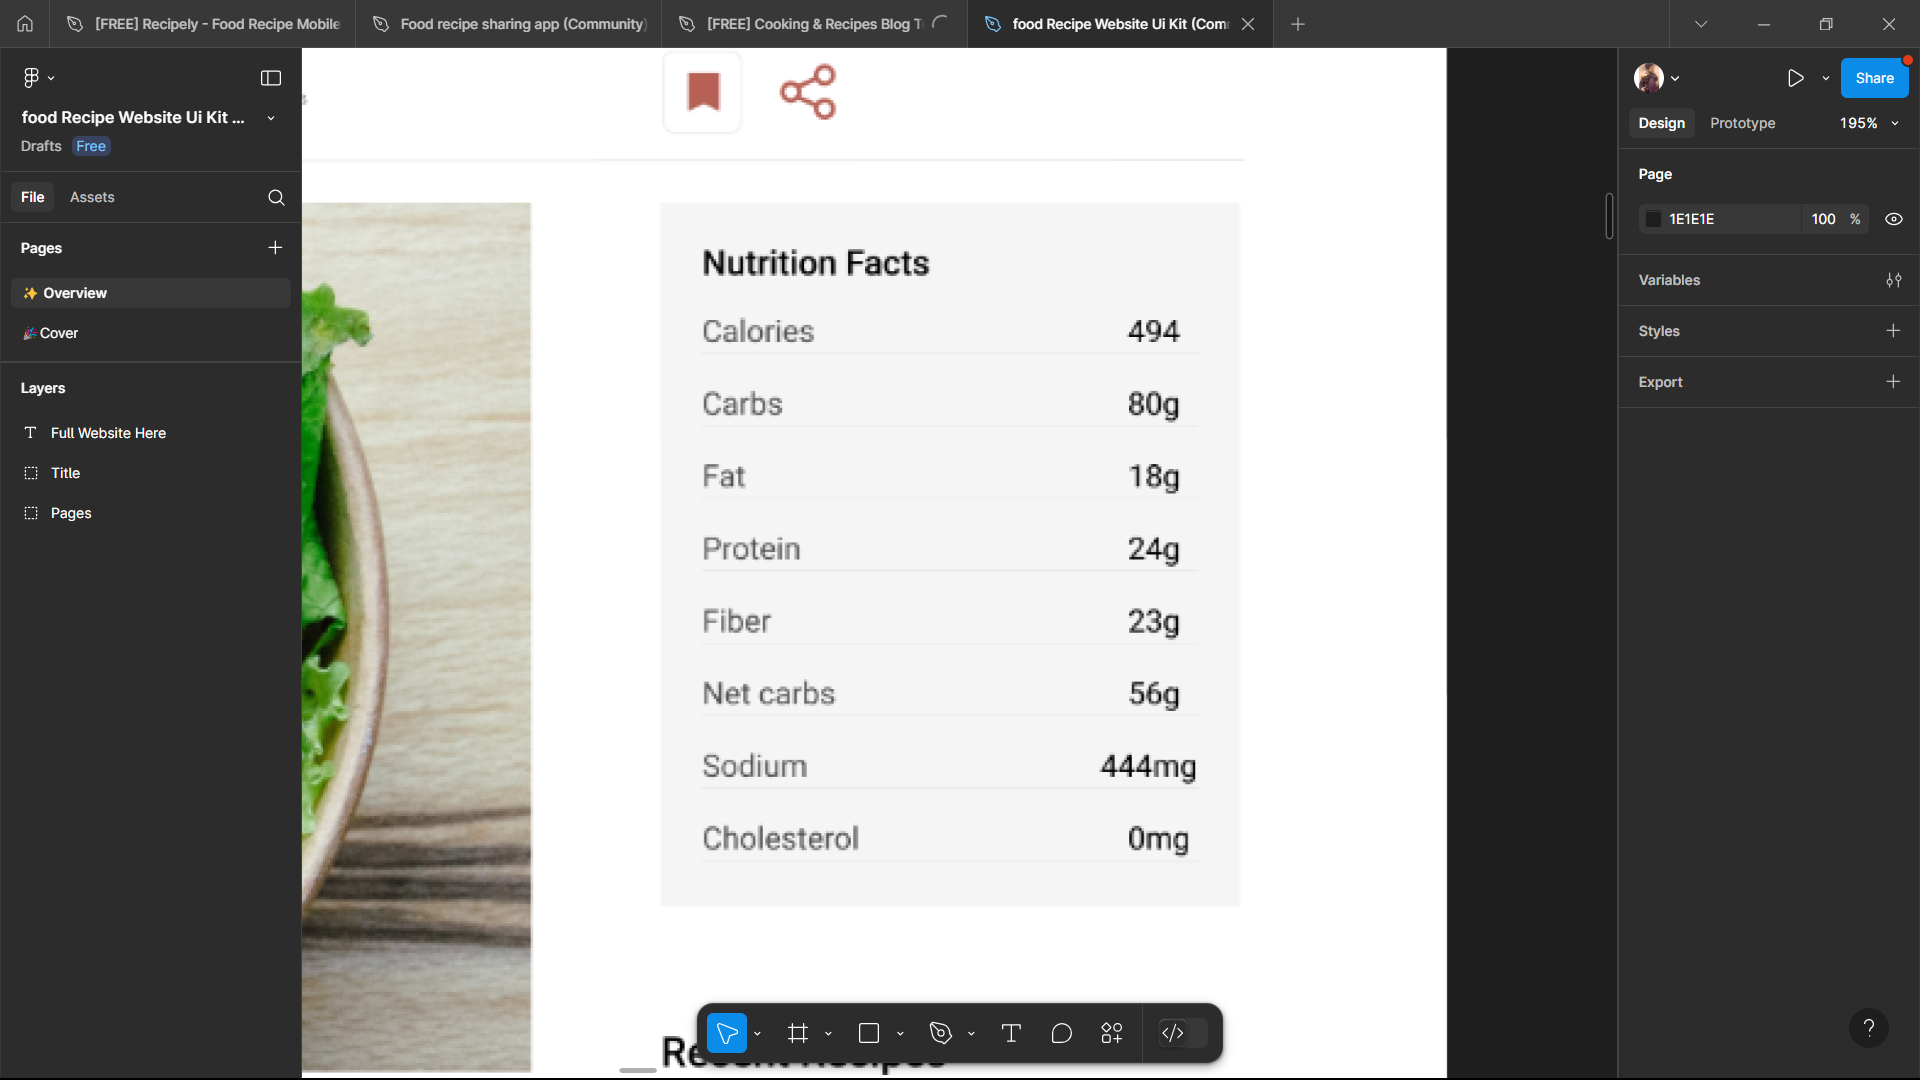 [FREE] Recipely - Food Recipe Mobile
Food recipe sharing app (Community)
[FREE] Cooking & Recipes Blog T
food Recipe Website Ui Kit (Com
food Recipe Website Ui Kit ...
Drafts Free
File Assets
Pages
✨ Overview
🎉 Cover
Layers
Full Website Here
Title
Pages
Nutrition Facts
Calories 494
Carbs 80g
Fat 18g
Protein 24g
Fiber 23g
Net carbs 56g
Sodium 444mg
Cholesterol 0mg
Recent Recipes
Share
Design Prototype 195%
Page
1E1E1E 100 %
Variables
Styles
Export
?